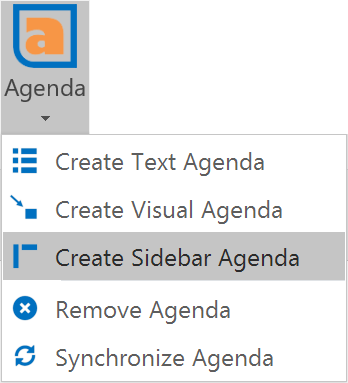 a
Agenda
Create Text Agenda
Create Visual Agenda
Create Sidebar Agenda
Remove Agenda
Synchronize Agenda